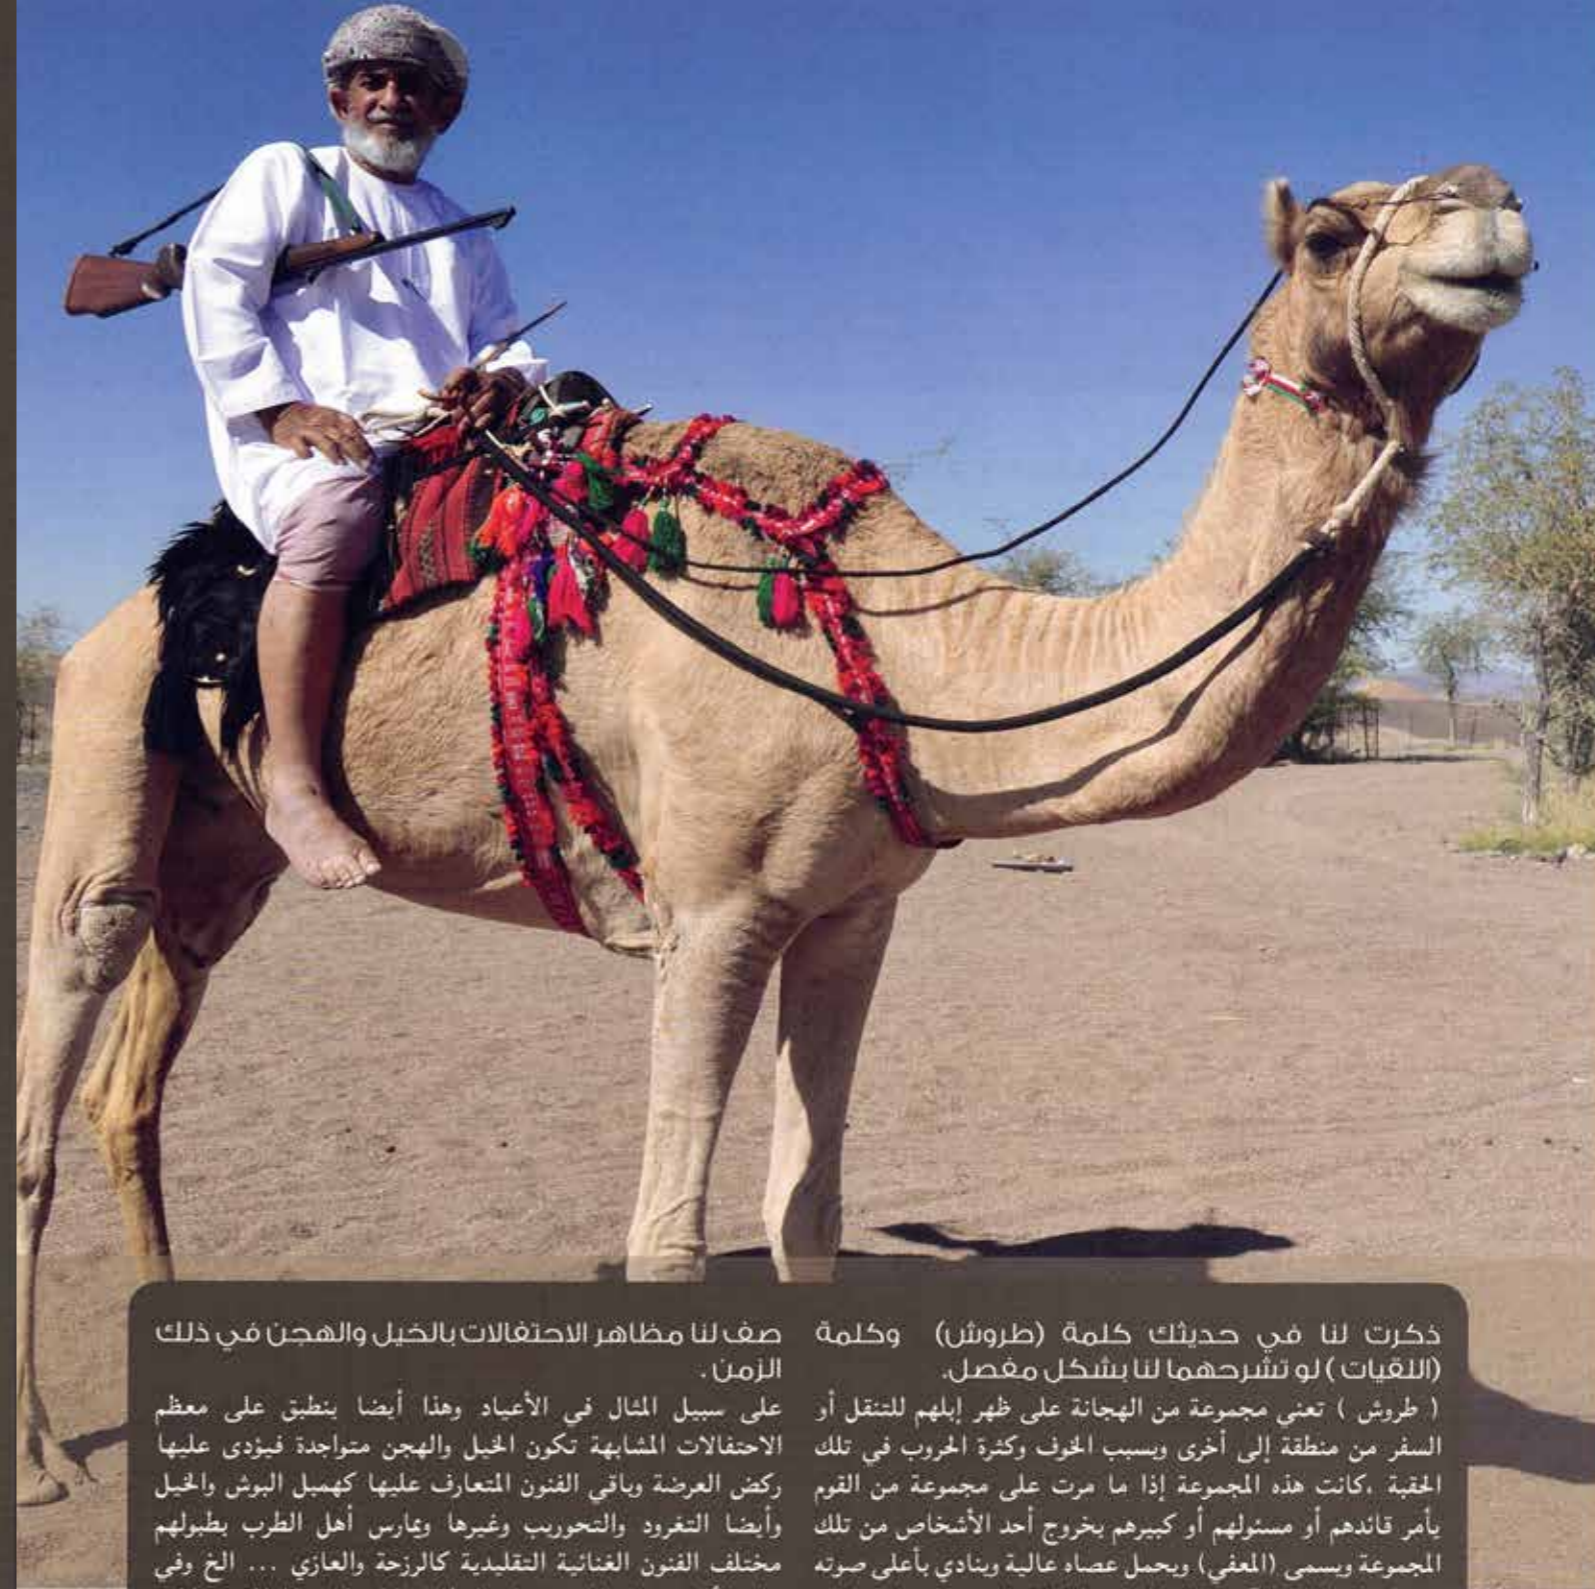 ذكرت لنا في حديثك كلمة (طروش) وكلمة
(اللقيات ) لو تشرحهما لنا بشكل مفصل.
( طروش ) تعني مجموعة من الهجانة على ظهر إبلهم للتنقل أو
السفر من منطقة إلى أخرى وبسبب الخوف وكثرة الحروب في تلك
الحقبة ،كانت هذه المجموعة إذا ما مرت على مجموعة من القوم
يأمر قائدهم أو مسئولهم أو كبيرهم بخروج أحد الأشخاص من تلك
المجموعة ويسمى (المعفي) ويحمل عصاه عالية وينادي بأعلى صوته
صف لنا مظاهر الاحتفالات بالخيل والهجن في ذلك
الزمن .
على سبيل المثال في الأعياد وهذا أيضا ينطبق على معظم
الاحتفالات المشابهة تكون الخيل والهجن متواجدة فيؤدى عليها
ركض العرضة وباقي الفنون المتعارف عليها كهمبل البوش والخيل
وأيضا التغرود والتحوريب وغيرها ويمارس أهل الطرب بطبولهم
مختلف الفنون الغنائية التقليدية كالرزحة والعازي ... الخ وفي